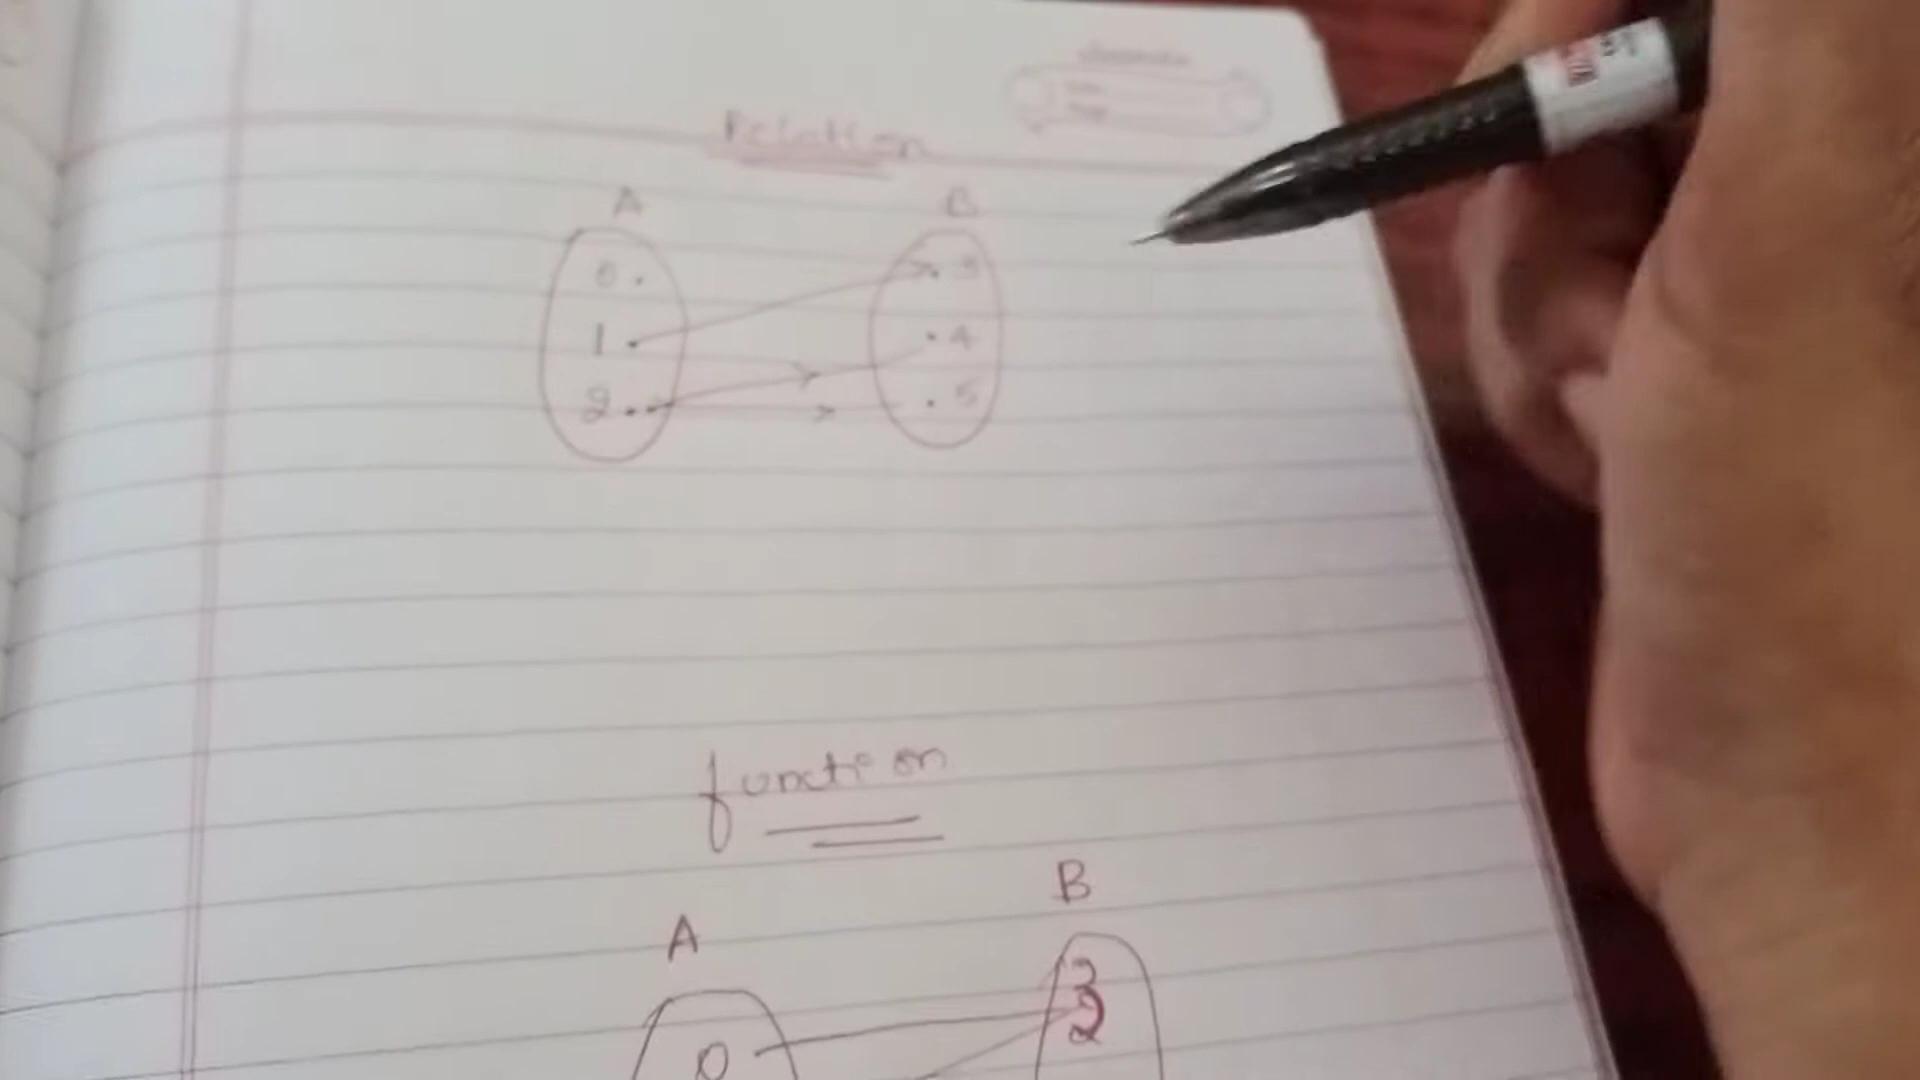 Relation
A B
0 . . 3
1 . . 4
2 . . 5
function
B
A
3
2
0